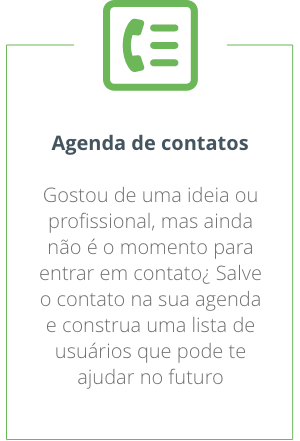 Agenda de contatos
Gostou de uma ideia ou
profissional, mas ainda
não é o momento para
entrar em contato¿ Salve
o contato na sua agenda
e construa uma lista de
usuários que pode te
ajudar no futuro